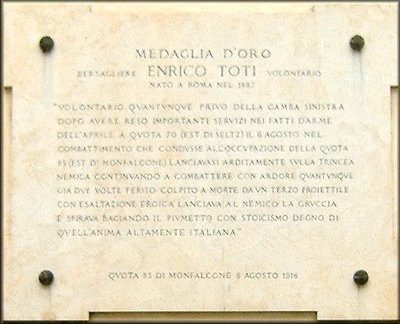 MEDAGLIA D'ORO
BERSAGLIERE ENRICO TOTI VOLONTARIO
NATO A ROMA NEL 1882
"VOLONTARIO QVANTVNQVE PRIVO DELLA GAMBA SINISTRA
DOPO AVERE RESO IMPORTANTI SERVIZI NEI FATTI D'ARME
DELL'APRILE A QVOTA 70 (EST. DI SELTZ) IL 6 AGOSTO NEL
COMBATTIMENTO CHE CONDVSSE ALL'OCCVPAZIONE DELLA QVOTA
85 (EST. DI MONFALCONE) LANCIAVASI ARDITAMENTE SVLLA TRINCEA
NEMICA CONTINVANDO A COMBATTERE CON ARDORE QVANTVNQVE
GIA DVE VOLTE FERITO. COLPITO A MORTE DA VN TERZO PROIETTILE
CON ESALTAZIONE EROICA LANCIAVA AL NEMICO LA GRVCCIA
E SPIRAVA BACIANDO IL PIVMETTO CON STOICISMO DEGNO DI
QVELL'ANIMA ALTAMENTE ITALIANA."
QVOTA 85 DI MONFALCONE 6 AGOSTO 1916